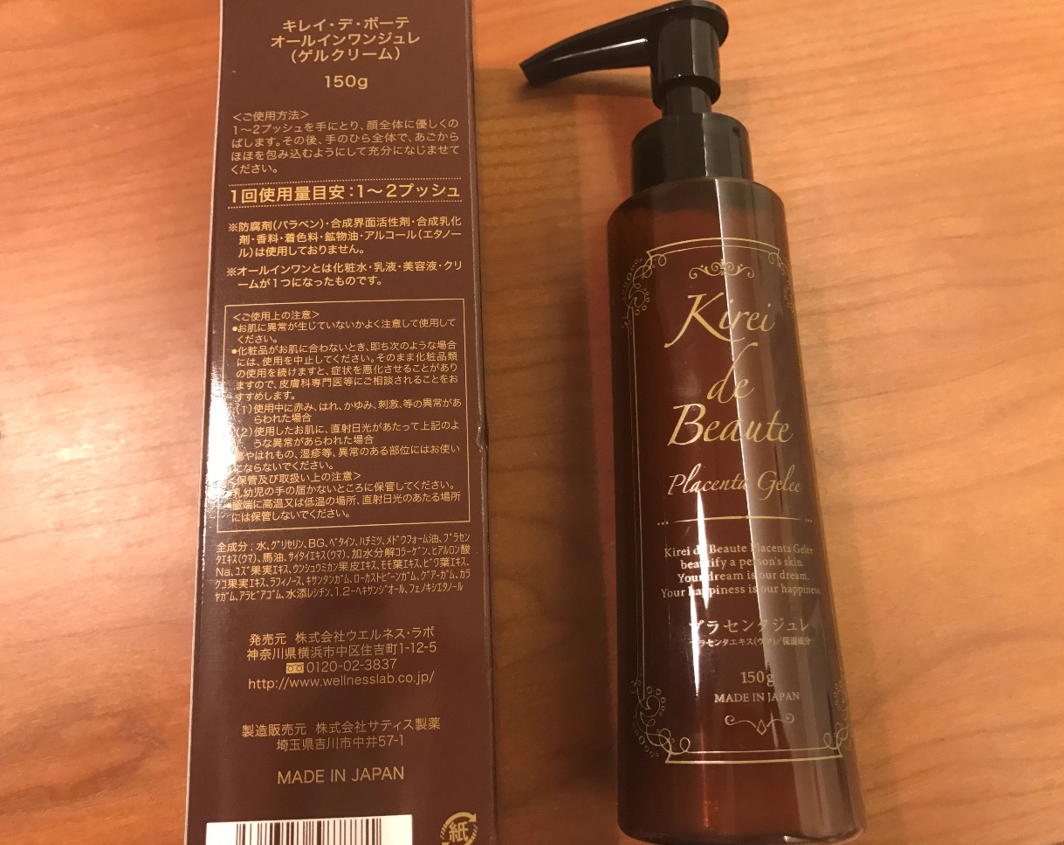 キレイ・デ・ボーテ
オールインワンジュレ
（ゲルクリーム）
150g
＜ご使用方法＞
1〜2プッシュを手にとり、顔全体に優しくの
ばします。その後、手のひら全体で、あごから
ほほを包み込むようにして充分になじませて
ください。
1回使用量目安：1〜2プッシュ
※防腐剤（パラベン）・合成界面活性剤・合成乳化
剤・香料・着色料・鉱物油・アルコール（エタノー
ル）は使用しておりません。
※オールインワンとは化粧水・乳液・美容液・クリ
ームが1つになったものです。
＜ご使用上の注意＞
●お肌に異常が生じていないかよく注意して使用して
ください。
●化粧品がお肌に合わないとき、即ち次のような場合
には、使用を中止してください。そのまま化粧品類
の使用を続けますと、症状を悪化させることがあり
ますので、皮膚科専門医等にご相談されることをお
すすめします。
（1）使用中に赤み、はれ、かゆみ、刺激、等の異常があ
らわれた場合
（2）使用したお肌に、直射日光があたって上記のよ
うな異常があらわれた場合
やはれもの、湿疹等、異常のある部位にはお使い
にならないでください。
＜保管及び取扱い上の注意＞
乳幼児の手の届かないところに保管してください。
極端に高温又は低温の場所、直射日光のあたる場所
には保管しないでください。
全成分：水、グリセリン、BG、ベタイン、ハチミツ、メドウフォーム油、プラセン
タエキス（ウマ）、馬油、サイタイエキス（ウマ）、加水分解コラーゲン、ヒアルロン酸
Na、ユズ果実エキス、ウンシュウミカン果皮エキス、モモ葉エキス、ビワ葉エキス、
クコ果実エキス、ラフィノース、キサンタンガム、ローカストビーンガム、グアーガム、カラ
ヤガム、アラビアゴム、水添レシチン、1,2-ヘキサンジオール、フェノキシエタノール
発売元 株式会社ウエルネス・ラボ
神奈川県横浜市中区住吉町1-12-5
0120-02-3837
http://www.wellnesslab.co.jp/
製造販売元 株式会社サティス製薬
埼玉県吉川市中井57-1
MADE IN JAPAN
紙
Kirei
de
Beaute
Placenta Gelee
Kirei de Beaute Placenta Gelee
beautify a person's skin.
Your dream is our dream.
Your happiness is our happiness.
プラセンタジュレ
プラセンタエキス（ウマ）／保湿成分
150g
MADE IN JAPAN